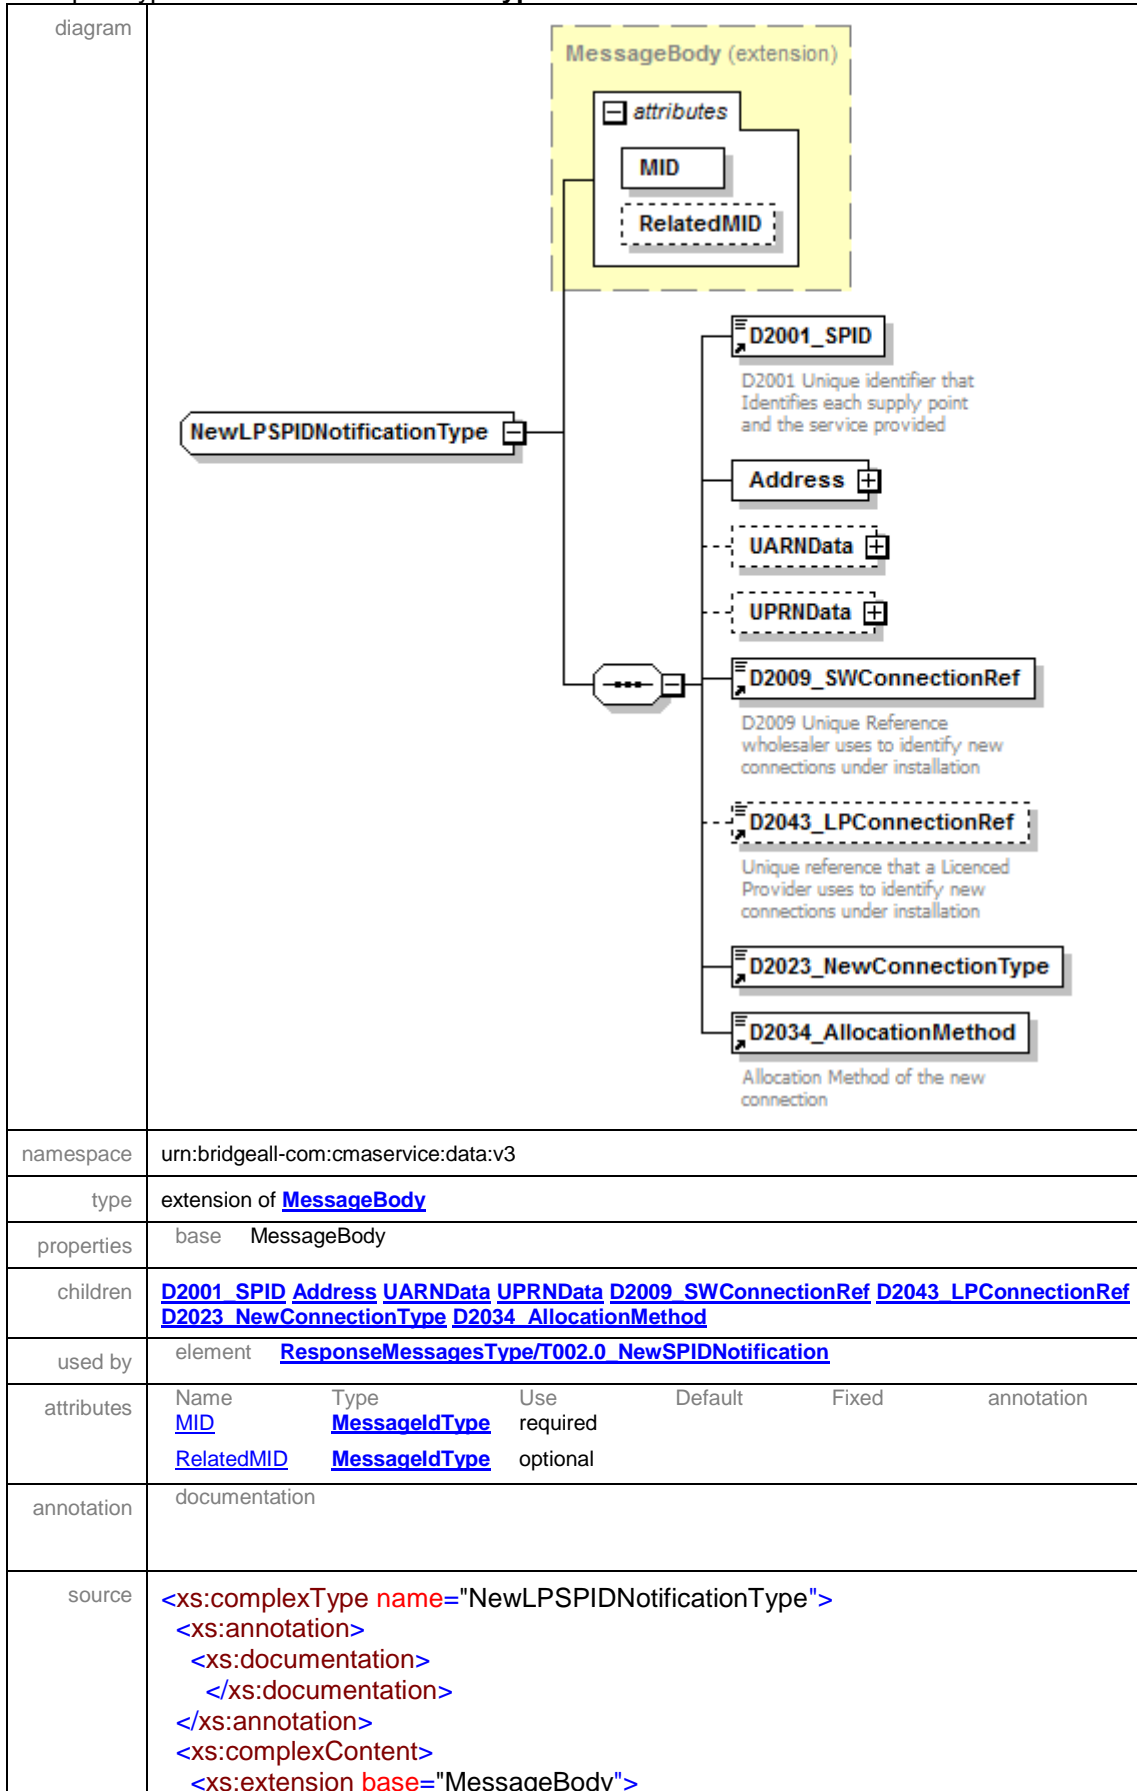 diagram
MessageBody (extension)
attributes
MID
RelatedMID
D2001_SPID
D2001 Unique identifier that
Identifies each supply point
and the service provided
NewLPSPIDNotificationType
Address
UARNData
UPRNData
D2009_SWConnectionRef
D2009 Unique Reference
wholesaler uses to identify new
connections under installation
D2043_LPConnectionRef
Unique reference that a Licenced
Provider uses to identify new
connections under installation
D2023_NewConnectionType
D2034_AllocationMethod
Allocation Method of the new
connection
namespace urn:bridgeall-com:cmaservice:data:v3
type extension of MessageBody
properties base MessageBody
children D2001_SPID Address UARNData UPRNData D2009_SWConnectionRef D2043_LPConnectionRef
D2023_NewConnectionType D2034_AllocationMethod
used by element ResponseMessagesType/T002.0_NewSPIDNotification
attributes Name Type Use Default Fixed annotation
MID MessageIdType required
RelatedMID MessageIdType optional
annotation documentation
source <xs:complexType name="NewLPSPIDNotificationType">
<xs:annotation>
<xs:documentation>
</xs:documentation>
</xs:annotation>
<xs:complexContent>
<xs:extension base="MessageBody">